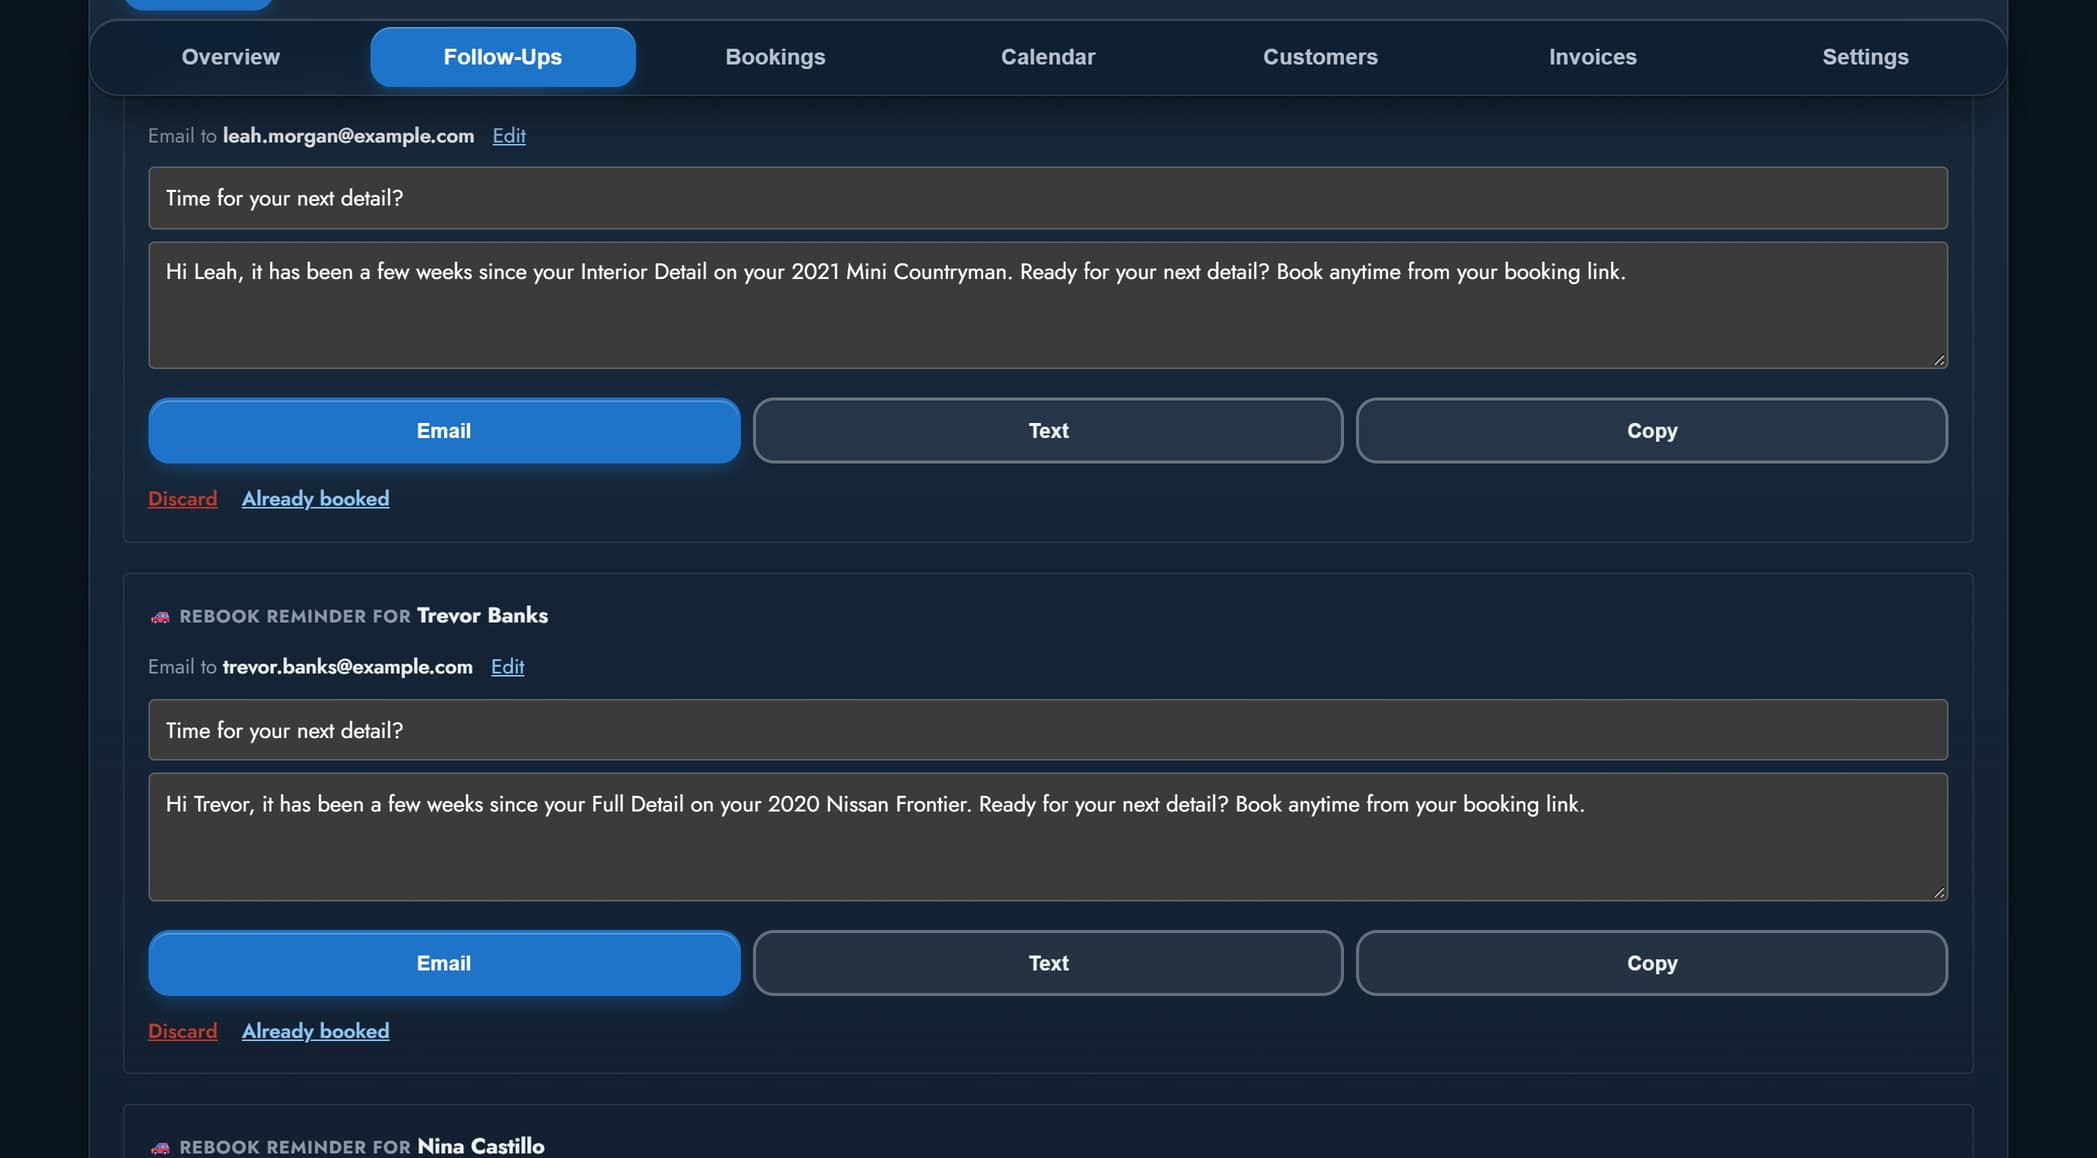 Overview Follow-Ups Bookings Calendar Customers Invoices Settings
Email to leah.morgan@example.com Edit
Time for your next detail?
Hi Leah, it has been a few weeks since your Interior Detail on your 2021 Mini Countryman. Ready for your next detail? Book anytime from your booking link.
Email Text Copy
Discard Already booked
REBOOK REMINDER FOR Trevor Banks
Email to trevor.banks@example.com Edit
Time for your next detail?
Hi Trevor, it has been a few weeks since your Full Detail on your 2020 Nissan Frontier. Ready for your next detail? Book anytime from your booking link.
Email Text Copy
Discard Already booked
REBOOK REMINDER FOR Nina Castillo